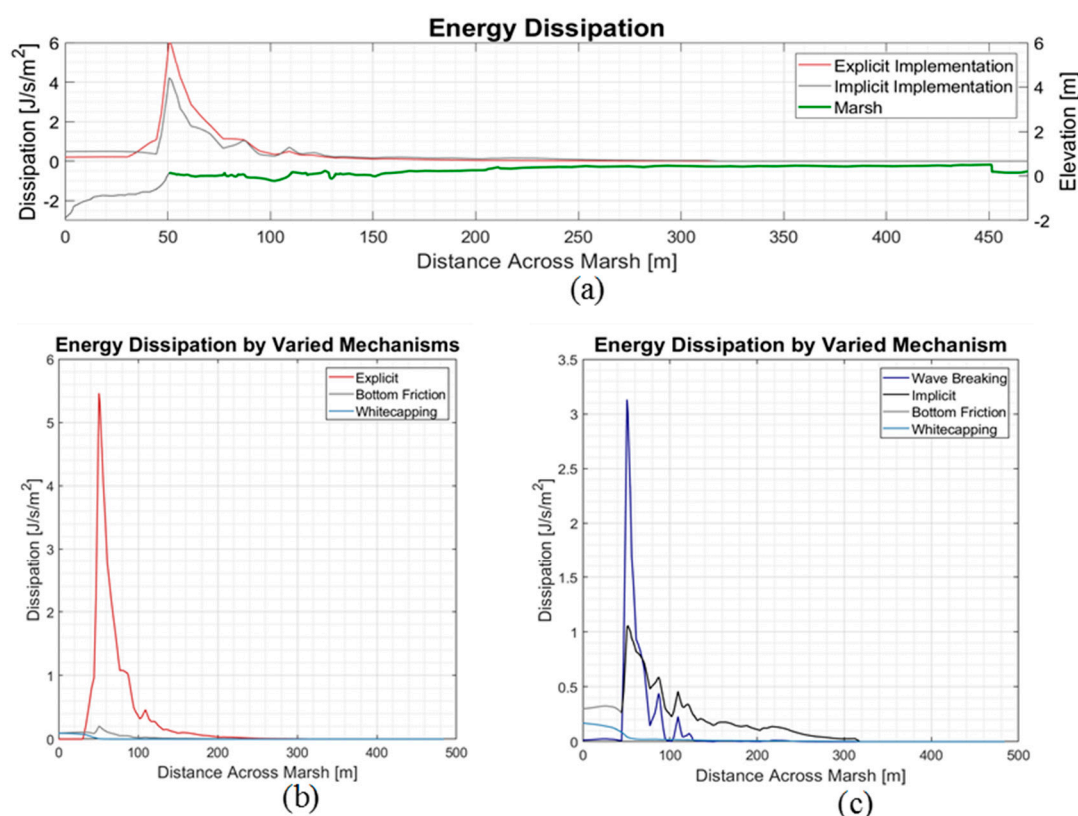 Energy Dissipation
Dissipation [J/s/m2]
6
4
2
0
-2
Explicit Implementation
Implicit Implementation
Marsh
6
4
2
0
-2
Elevation [m]
0 50 100 150 200 250 300 350 400 450
Distance Across Marsh [m]
(a)
Energy Dissipation by Varied Mechanisms
Dissipation [J/s/m2]
6
5
4
3
2
1
0
Explicit
Bottom Friction
Whitecapping
0 100 200 300 400 500
Distance Across Marsh [m]
(b)
Energy Dissipation by Varied Mechanism
Dissipation [J/s/m2]
3.5
3
2.5
2
1.5
1
0.5
0
Wave Breaking
Implicit
Bottom Friction
Whitecapping
0 100 200 300 400 500
Distance Across Marsh [m]
(c)